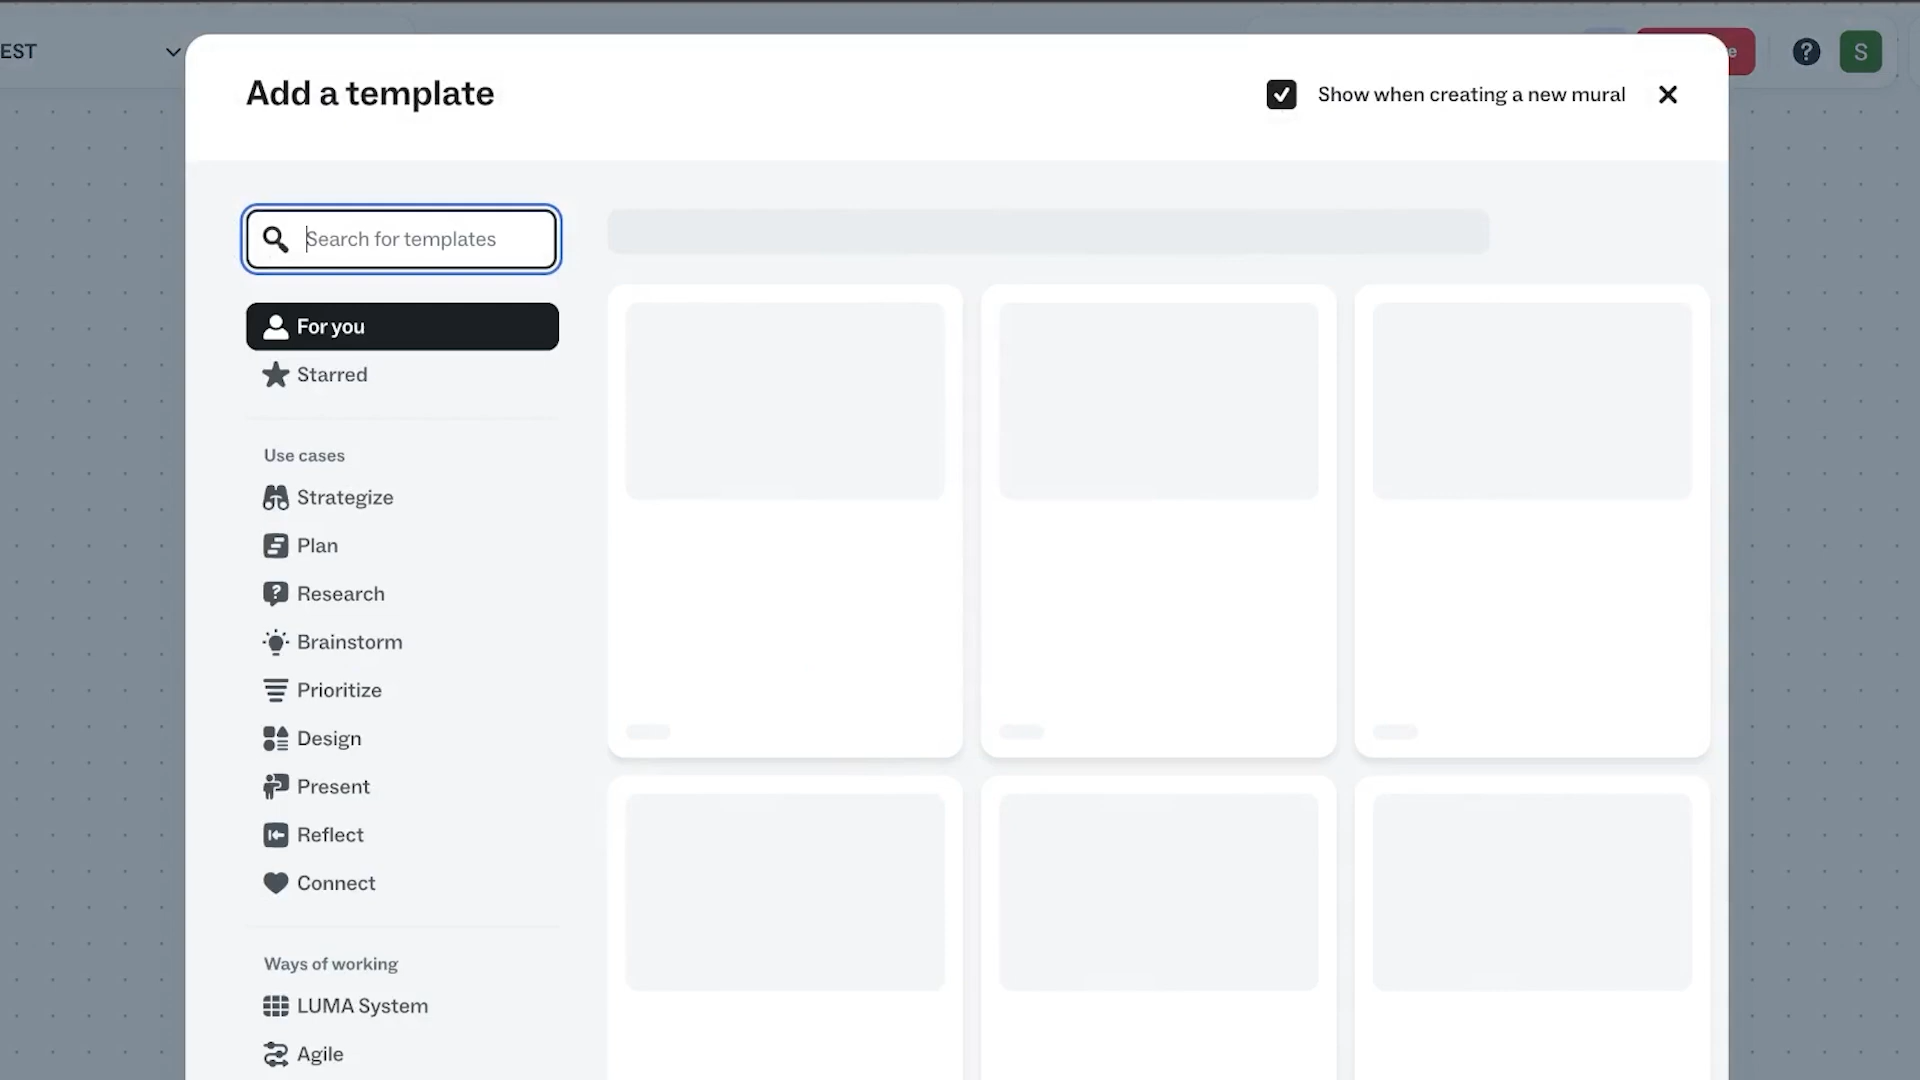 EST
Add a template
Show when creating a new mural
S
Search for templates
For you
Starred
Use cases
Strategize
Plan
Research
Brainstorm
Prioritize
Design
Present
Reflect
Connect
Ways of working
LUMA System
Agile